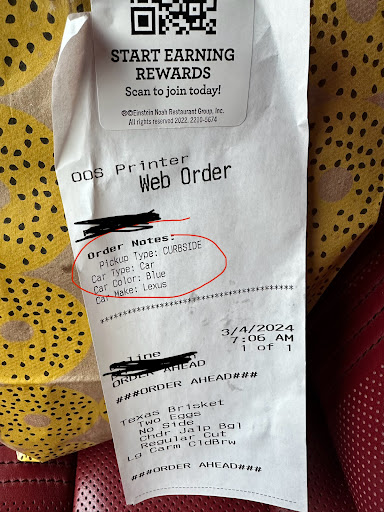 START EARNING
REWARDS
Scan to join today!
®©Einstein Noah Restaurant Group, Inc.
All rights reserved 2022. 2210-5674
OOS Printer
Web Order
Order Notes:
Pickup Type: CURBSIDE
Car Type: Car
Car Color: Blue
Car Make: Lexus
****************************************
3/4/2024
7:06 AM
1 of 1
ORDER AHEAD
###ORDER AHEAD###
Texas Brisket
Two Eggs
No Side
Chdr Jalp Bgl
Regular Cut
Lg Carm CldBrw
###ORDER AHEAD###